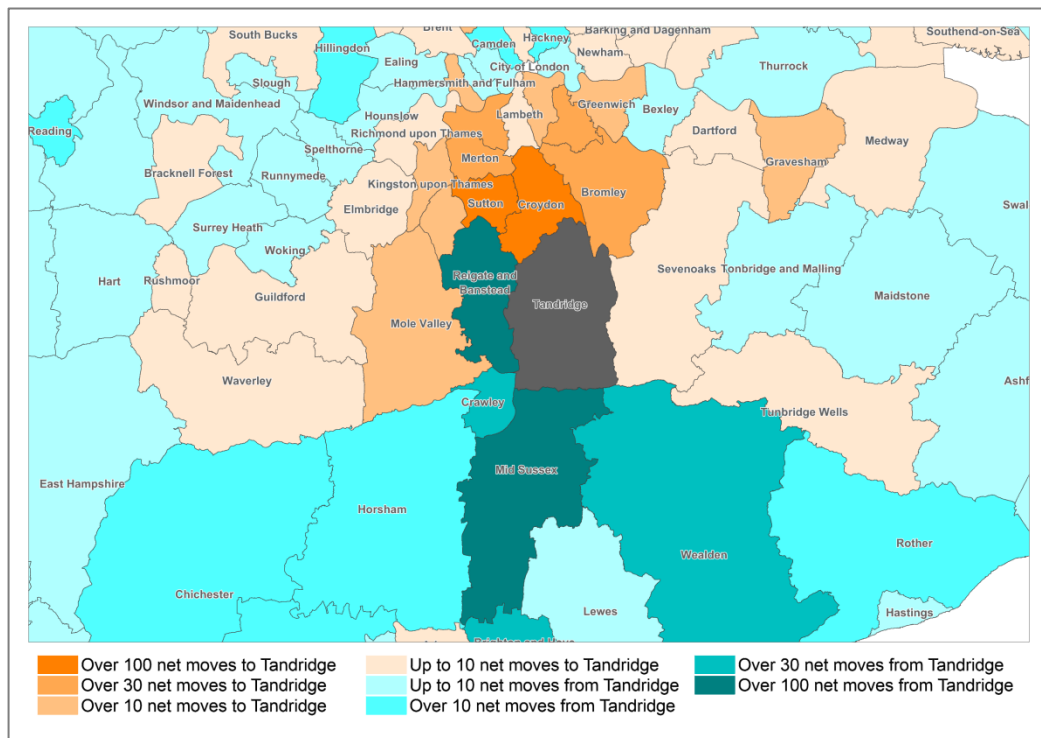 South Bucks
Brent
Barking and Dagenham
Southend-on-Sea
Hillingdon
Camden
Hackney
Newham
Ealing
City of London
Thurrock
Slough
Hammersmith and Fulham
Windsor and Maidenhead
Greenwich
Bexley
Hounslow
Lambeth
Reading
Richmond upon Thames
Dartford
Medway
Spelthorne
Merton
Gravesham
Bracknell Forest
Runnymede
Kingston upon Thames
Bromley
Elmbridge
Sutton
Croydon
Swal
Surrey Heath
Woking
Hart
Rushmoor
Guildford
Reigate and
Banstead
Sevenoaks
Tonbridge and Malling
Maidstone
Tandridge
Mole Valley
Waverley
Ashf
Crawley
Tunbridge Wells
Mid Sussex
East Hampshire
Horsham
Rother
Wealden
Chichester
Lewes
Hastings
Over 100 net moves to Tandridge
Over 30 net moves to Tandridge
Over 10 net moves to Tandridge
Up to 10 net moves to Tandridge
Up to 10 net moves from Tandridge
Over 10 net moves from Tandridge
Over 30 net moves from Tandridge
Over 100 net moves from Tandridge